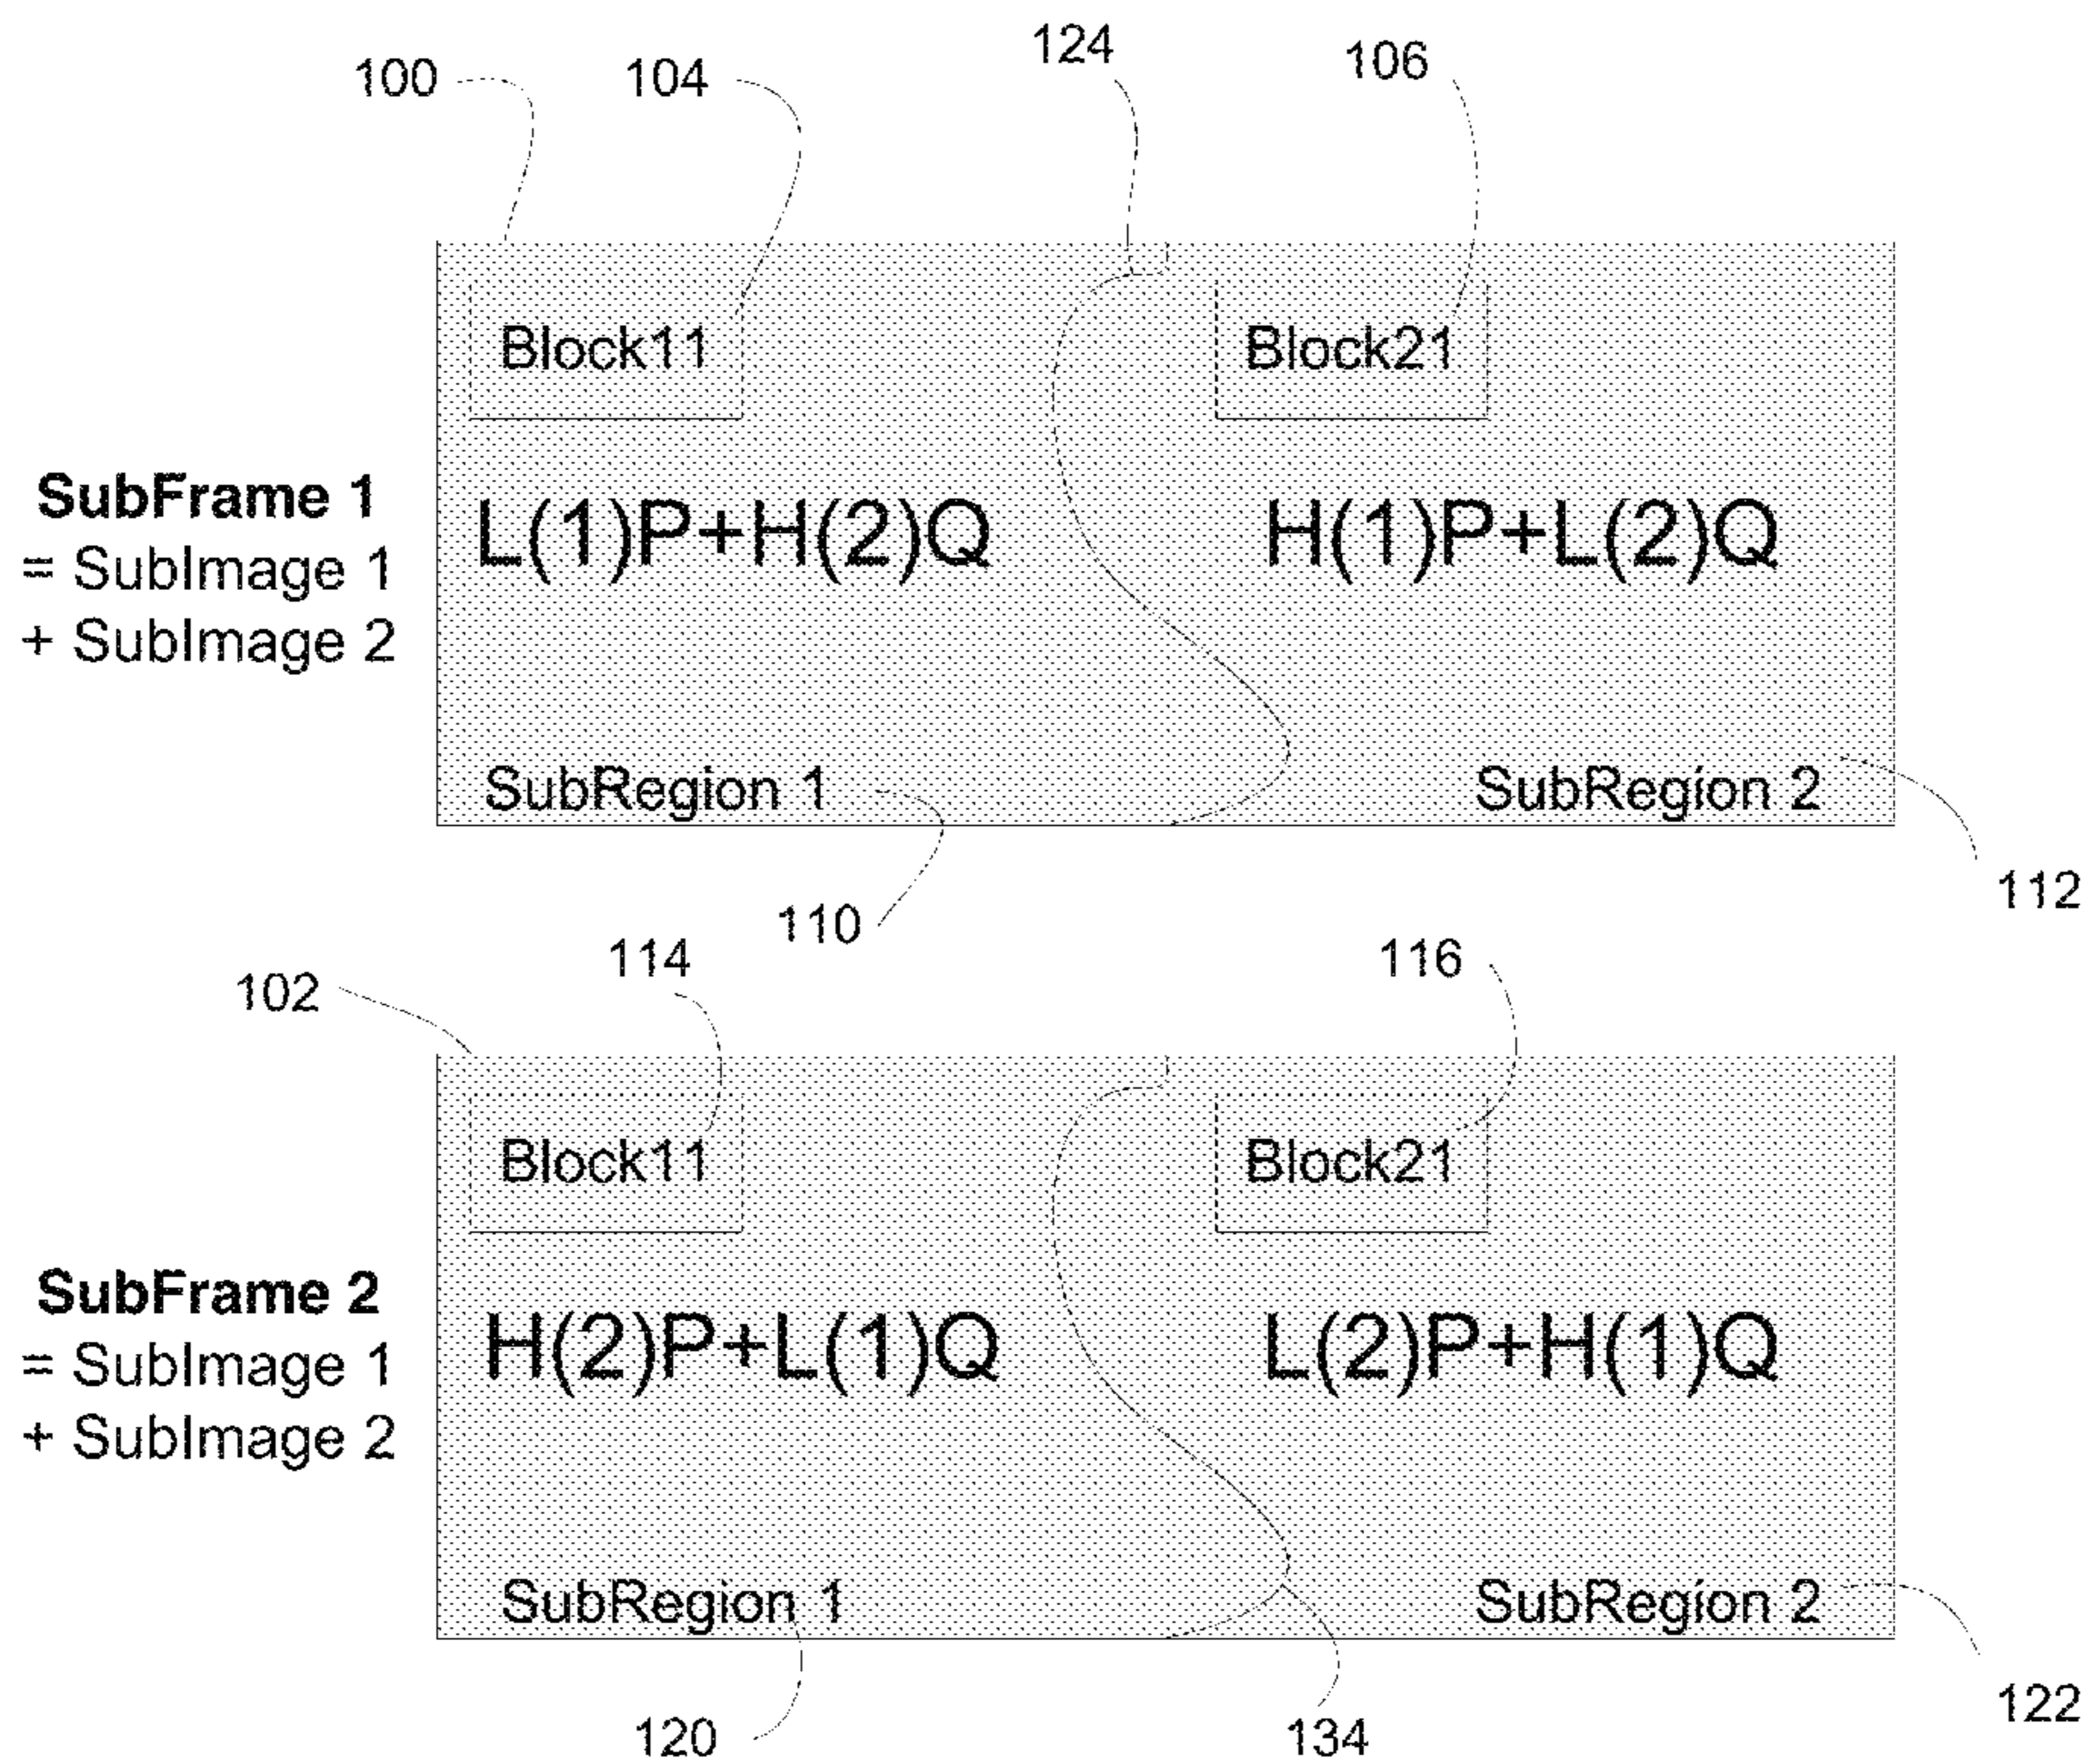 124
106
100
104
Block11
Block21
SubFrame 1
= SubImage 1
+ SubImage 2
L(1)P+H(2)Q
H(1)P+L(2)Q
SubRegion 1
SubRegion 2
112
110
114
116
102
Block11
Block21
SubFrame 2
= SubImage 1
+ SubImage 2
H(2)P+L(1)Q
L(2)P+H(1)Q
SubRegion 1
SubRegion 2
122
120
134